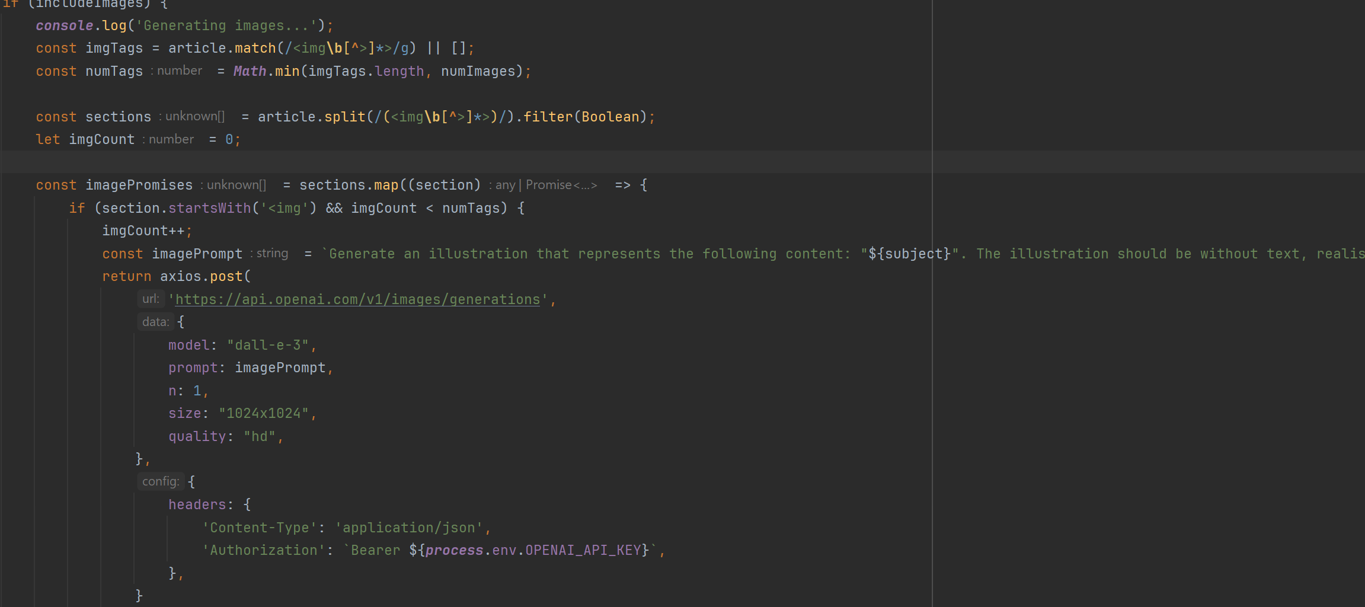 if (includeImages) {
console.log('Generating images...');
const imgTags = article.match(/<img\b[^>]*>/g) || [];
const numTags : number = Math.min(imgTags.length, numImages);
const sections : unknown[] = article.split(/(<img\b[^>]*>)/).filter(Boolean);
let imgCount : number = 0;
const imagePromises : unknown[] = sections.map((section) : any | Promise<...> => {
if (section.startsWith('<img') && imgCount < numTags) {
imgCount++;
const imagePrompt : string = `Generate an illustration that represents the following content: "${subject}". The illustration should be without text, realis
return axios.post(
url: 'https://api.openai.com/v1/images/generations',
data: {
model: "dall-e-3",
prompt: imagePrompt,
n: 1,
size: "1024x1024",
quality: "hd",
},
config: {
headers: {
'Content-Type': 'application/json',
'Authorization': `Bearer ${process.env.OPENAI_API_KEY}`,
},
}